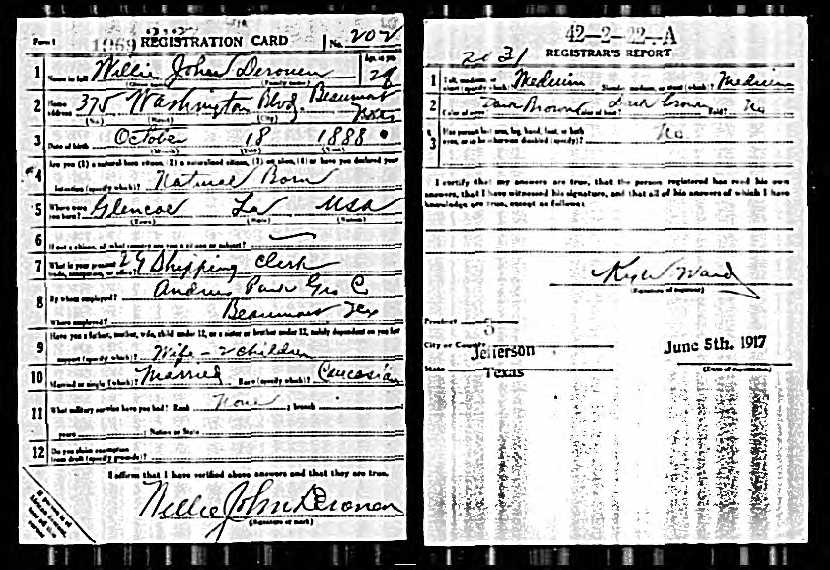 Form 1 1969 REGISTRATION CARD No. 202
1 Name in full Willie John Derouen Age, in yrs. 28
2 Home address 375 Washington Blvd Beaumont Texas
(No.) (Street) (City)
3 Date of birth October 18 1888
(Month) (Day) (Year)
4 Are you (1) a natural born citizen, (2) a naturalized citizen, (3) an alien, (4) or have you declared your
intention (specify which)? Natural Born
5 Where were you born? Glencoe La USA
(Town) (State) (Nation)
6 If not a citizen, of what country are you a citizen or subject?
7 What is your present trade, occupation, or office? 24 Shipping Clerk
8 By whom employed?
Where employed? Beaumont Tex
9 Have you a father, mother, wife, child under 12, or a sister or brother under 12, solely dependent on you for
support (specify which)? Wife - 2 children
10 Married or single (which)? Married Race (specify which)? Caucasian
11 What military service have you had? Rank None ; branch
years ; Nation or State
12 Do you claim exemption from draft (specify grounds)?
I affirm that I have verified above answers and that they are true.
Willie John Derouen
(Signature or mark)
42-2-22-A
REGISTRAR'S REPORT
1 Tall, medium, or short (specify which)? Medium Slender, medium, or stout (which)? Medium
2 Color of eyes? Dark Brown Color of hair? Dark brown Bald? No
3 Has person lost arm, leg, hand, foot, or both eyes, or is he otherwise disabled (specify)? No
I certify that my answers are true, that the person registered has read his own
answers, that I have witnessed his signature, and that all of his answers of which I have
knowledge are true, except as follows:
Ward
(Signature of registrar)
Precinct 5
City or County Jefferson
State Texas
June 5th. 1917
(Date of registration)